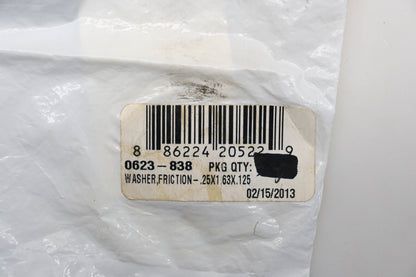 8 86224 20522 9
0623-838 PKG QTY:
WASHER,FRICTION-.25X1.63X.125
02/15/2013